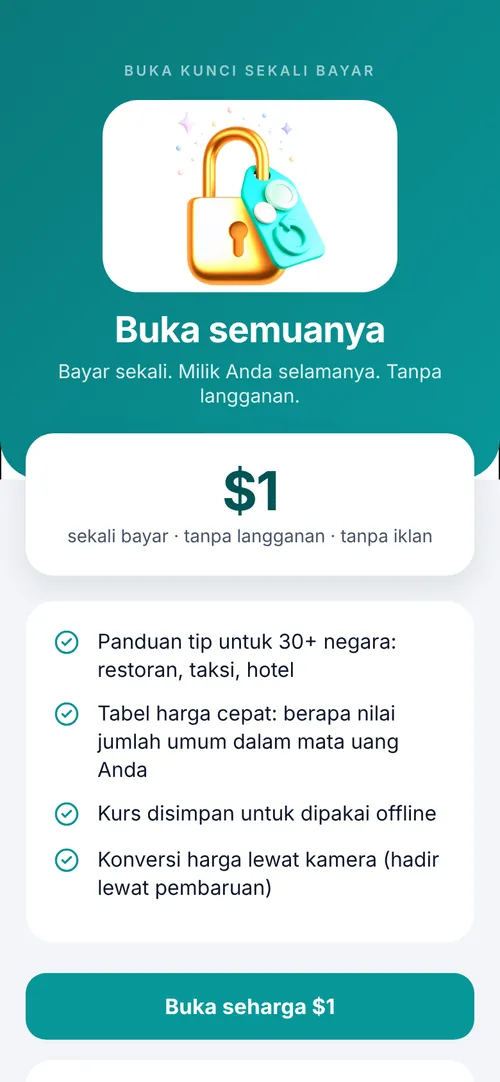 BUKA KUNCI SEKALI BAYAR
Buka semuanya
Bayar sekali. Milik Anda selamanya. Tanpa
langganan.
$1
sekali bayar · tanpa langganan · tanpa iklan
Panduan tip untuk 30+ negara:
restoran, taksi, hotel
Tabel harga cepat: berapa nilai
jumlah umum dalam mata uang
Anda
Kurs disimpan untuk dipakai offline
Konversi harga lewat kamera (hadir
lewat pembaruan)
Buka seharga $1